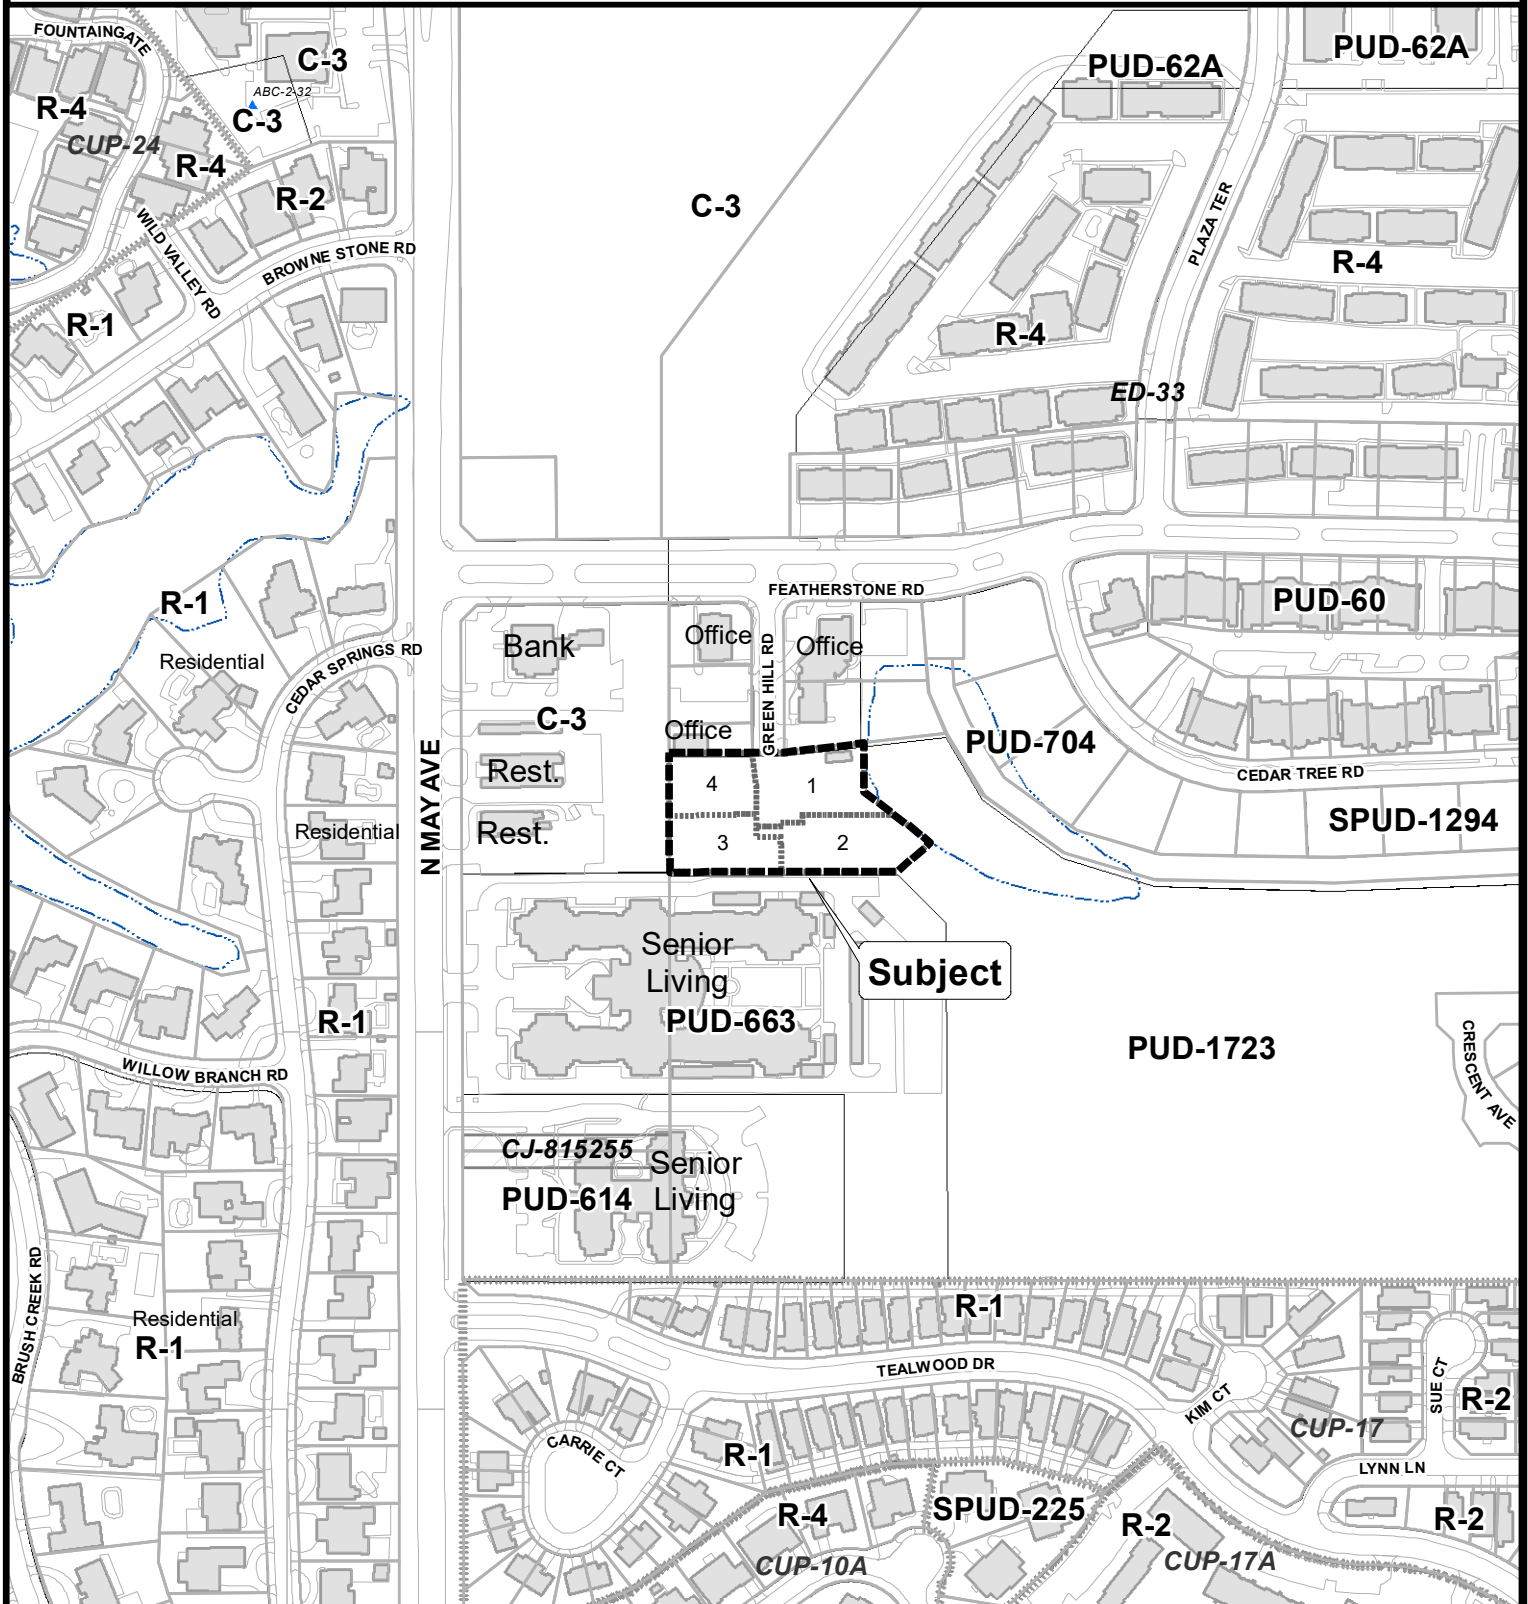 FOUNTAINGATE
C-3
PUD-62A
PUD-62A
ABC-2-32
R-4
C-3
CUP-24
R-4
R-2
C-3
WILD VALLEY RD
BROWNE STONE RD
PLAZA TER
R-4
R-1
R-4
ED-33
FEATHERSTONE RD
R-1
PUD-60
Residential
CEDAR SPRINGS RD
Bank
Office
GREEN HILL RD
Office
C-3
Office
PUD-704
N MAY AVE
Rest.
4
1
CEDAR TREE RD
Residential
Rest.
3
2
SPUD-1294
Senior
Living
Subject
R-1
PUD-663
PUD-1723
CRESCENT AVE
WILLOW BRANCH RD
CJ-815255
Senior
PUD-614
Living
BRUSH CREEK RD
Residential
R-1
R-1
TEALWOOD DR
KIM CT
SUE CT
R-2
CUP-17
CARRIE CT
R-1
LYNN LN
R-4
SPUD-225
R-2
R-2
CUP-10A
CUP-17A